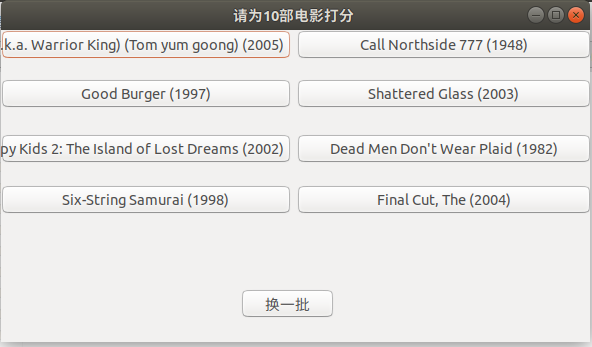 请为10部电影打分
.k.a. Warrior King) (Tom yum goong) (2005)
Call Northside 777 (1948)
Good Burger (1997)
Shattered Glass (2003)
py Kids 2: The Island of Lost Dreams (2002)
Dead Men Don't Wear Plaid (1982)
Six-String Samurai (1998)
Final Cut, The (2004)
换一批